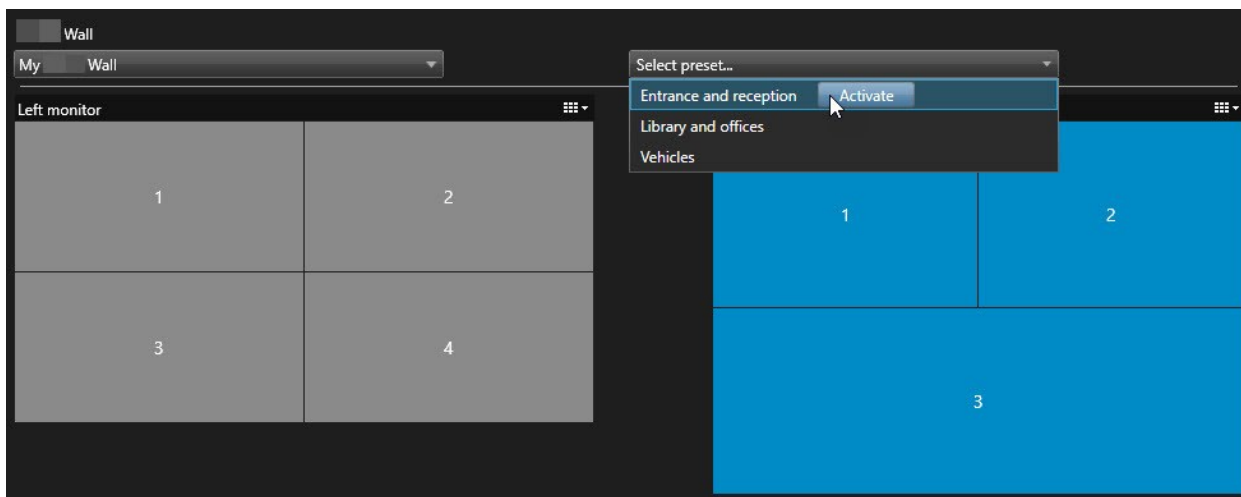 Wall
My Wall
Select preset...
Entrance and reception Activate
Library and offices
Vehicles
Left monitor
1 2
3 4
1 2
3